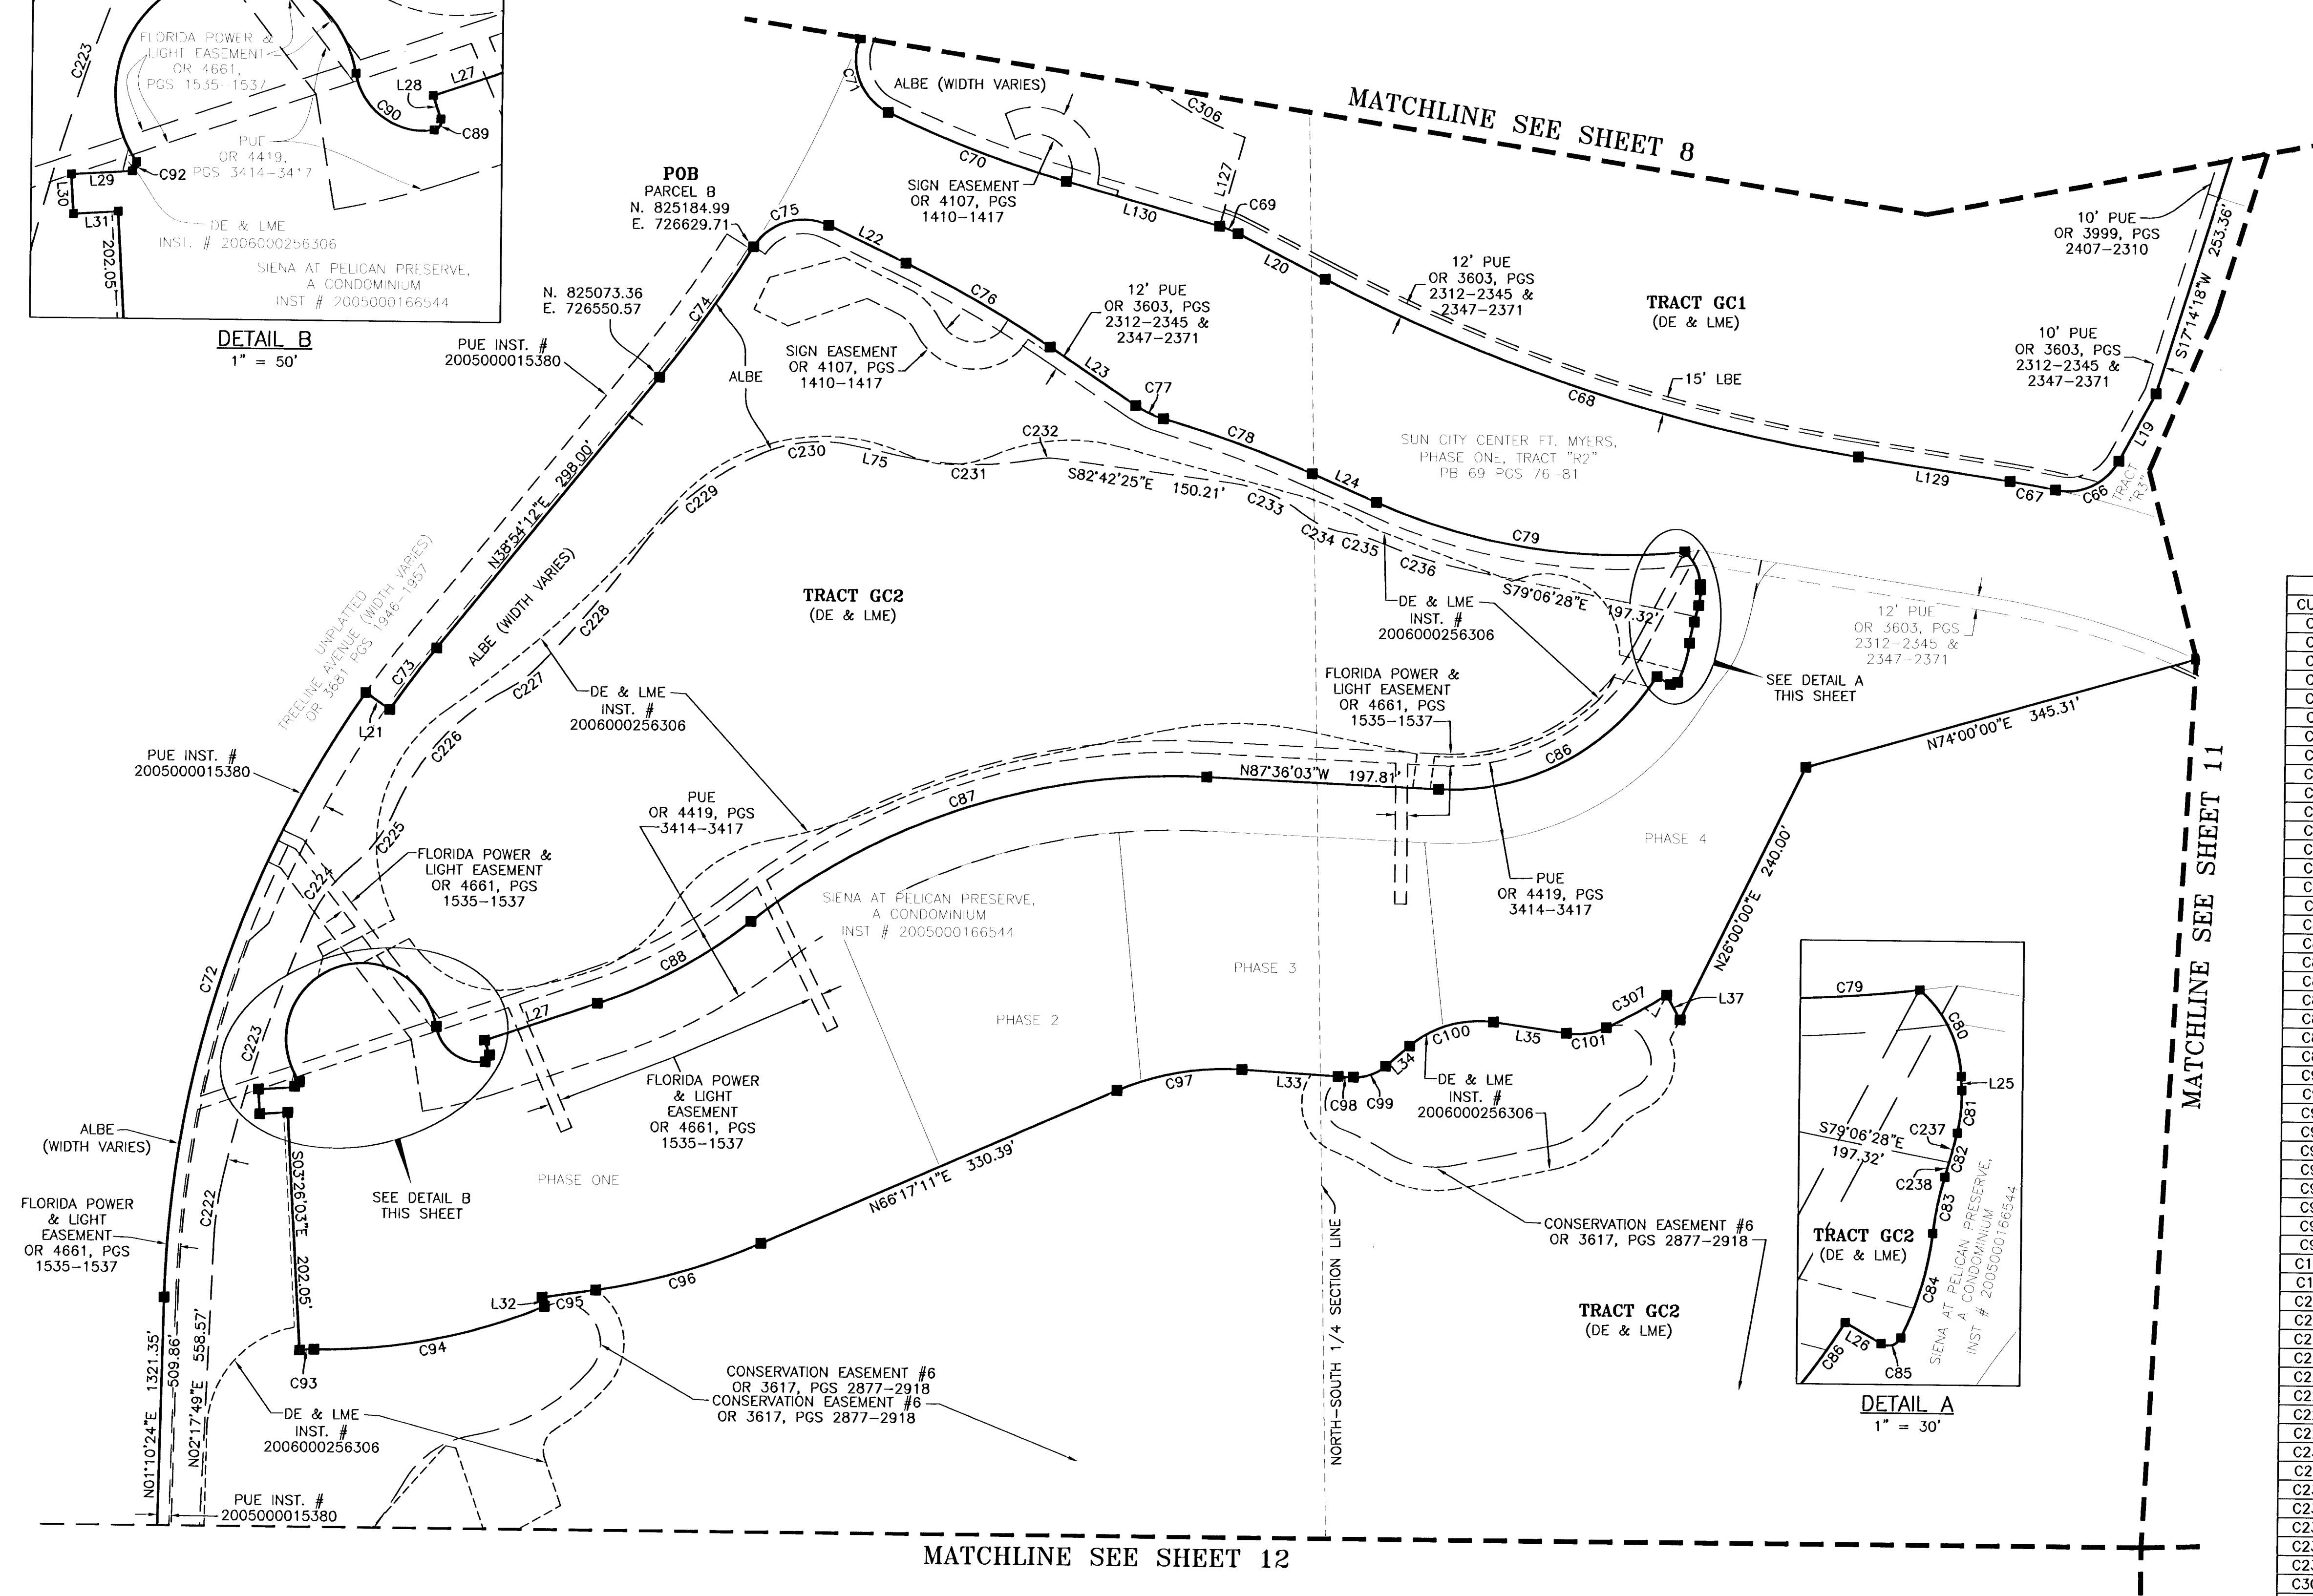 C223
FLORIDA POWER &
LIGHT EASEMENT
OR 4661,
PGS 1535-1537
L27
L28
C90
C89
PUE
OR 4419,
PGS 3414-3417
C92
L29
L30
L31
202.05'
DE & LME
INST. # 2006000256306
SIENA AT PELICAN PRESERVE,
A CONDOMINIUM
INST # 2005000166544
DETAIL B
1" = 50'
C71
ALBE (WIDTH VARIES)
C306
MATCHLINE SEE SHEET 8
C70
SIGN EASEMENT
OR 4107, PGS
1410-1417
L127
C69
L130
L20
POB
PARCEL B
N. 825184.99
E. 726629.71
C75
L22
C76
12' PUE
OR 3603, PGS
2312-2345 &
2347-2371
12' PUE
OR 3603, PGS
2312-2345 &
2347-2371
TRACT GC1
(DE & LME)
10' PUE
OR 3999, PGS
2407-2310
S17°14'18"W 253.36'
10' PUE
OR 3603, PGS
2312-2345 &
2347-2371
N. 825073.36
E. 726550.57
C74
PUE INST. #
2005000015380
ALBE
SIGN EASEMENT
OR 4107, PGS
1410-1417
L23
C77
15' LBE
C68
L19
C78
SUN CITY CENTER FT. MYERS,
PHASE ONE, TRACT "R2"
PB 69 PGS 76-81
L129
C67
C66
TRACT
"R3"
C232
C230
L75
C231
S82°42'25"E 150.21'
C229
C233
L24
C79
C234
C235
C236
S79°06'28"E
197.32'
N38°54'12"E 298.00'
UNPLATTED
TREELINE AVENUE (WIDTH VARIES)
OR 3681 PGS 1946-1957
ALBE (WIDTH VARIES)
C228
TRACT GC2
(DE & LME)
DE & LME
INST. #
2006000256306
12' PUE
OR 3603, PGS
2312-2345 &
2347-2371
C73
L21
C227
DE & LME
INST. #
2006000256306
C226
FLORIDA POWER &
LIGHT EASEMENT
OR 4661, PGS
1535-1537
SEE DETAIL A
THIS SHEET
N74°00'00"E 345.31'
PUE INST. #
2005000015380
N87°36'03"W 197.81'
C86
C87
PUE
OR 4419, PGS
3414-3417
MATCHLINE SEE SHEET 11
C225
FLORIDA POWER &
LIGHT EASEMENT
OR 4661, PGS
1535-1537
C224
PHASE 4
N26°00'00"E 240.00'
PUE
OR 4419, PGS
3414-3417
SIENA AT PELICAN PRESERVE,
A CONDOMINIUM
INST # 2005000166544
C88
PHASE 3
C72
L27
C307
L37
PHASE 2
C100
L35
C101
C223
L34
C97
L33
C98
C99
DE & LME
INST. #
2006000256306
FLORIDA POWER
& LIGHT
EASEMENT
OR 4661, PGS
1535-1537
ALBE
(WIDTH VARIES)
PHASE ONE
S03°26'03"E 202.05'
SEE DETAIL B
THIS SHEET
N66°17'11"E 330.39'
FLORIDA POWER
& LIGHT
EASEMENT
OR 4661, PGS
1535-1537
C222
CONSERVATION EASEMENT #6
OR 3617, PGS 2877-2918
C96
L32
C95
C94
C93
TRACT GC2
(DE & LME)
NORTH-SOUTH 1/4 SECTION LINE
N01°10'24"E 1321.35'
509.86'
N02°17'49"E 558.57'
CONSERVATION EASEMENT #6
OR 3617, PGS 2877-2918
CONSERVATION EASEMENT #6
OR 3617, PGS 2877-2918
DE & LME
INST. #
2006000256306
PUE INST. #
2005000015380
C79
C80
L25
C81
C237
S79°06'28"E
197.32'
C82
C238
C83
TRACT GC2
(DE & LME)
C84
SIENA AT PELICAN PRESERVE,
A CONDOMINIUM
INST # 2005000166544
L26
C86
C85
DETAIL A
1" = 30'
MATCHLINE SEE SHEET 12